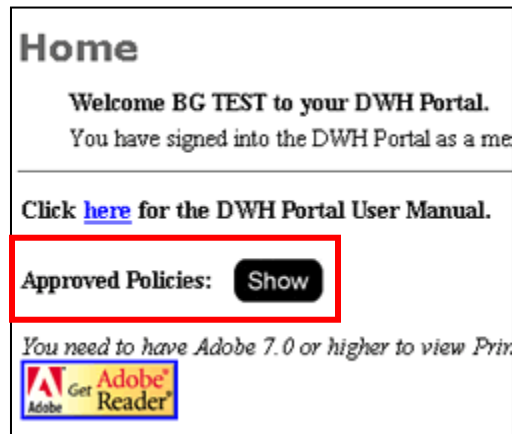 Home
Welcome BG TEST to your DWH Portal.
You have signed into the DWH Portal as a
Click here for the DWH Portal User Manual.
Approved Policies: Show
You need to have Adobe 7.0 or higher to view
Adobe Get Adobe® Reader®